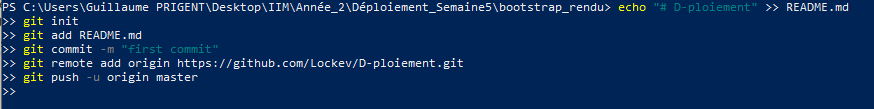 PS C:\Users\Guillaume PRIGENT\Desktop\IIM\Année_2\Déploiement_Semaine5\bootstrap_rendu> echo "# D-ploiement" >> README.md
>> git init
>> git add README.md
>> git commit -m "first commit"
>> git remote add origin https://github.com/Lockev/D-ploiement.git
>> git push -u origin master
>>